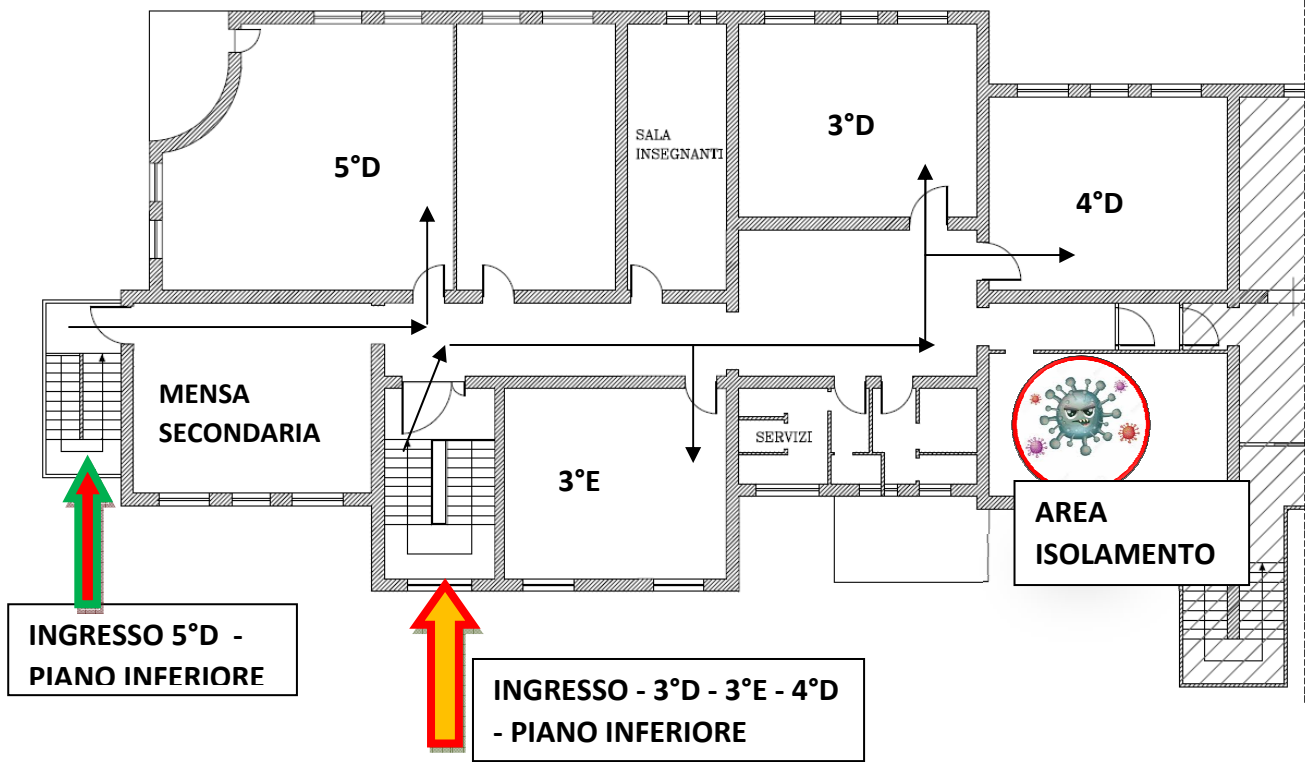 5°D
SALA
INSEGNANTI
3°D
4°D
MENSA
SECONDARIA
3°E
SERVIZI
AREA
ISOLAMENTO
INGRESSO 5°D -
PIANO INFERIORE
INGRESSO - 3°D - 3°E - 4°D
- PIANO INFERIORE